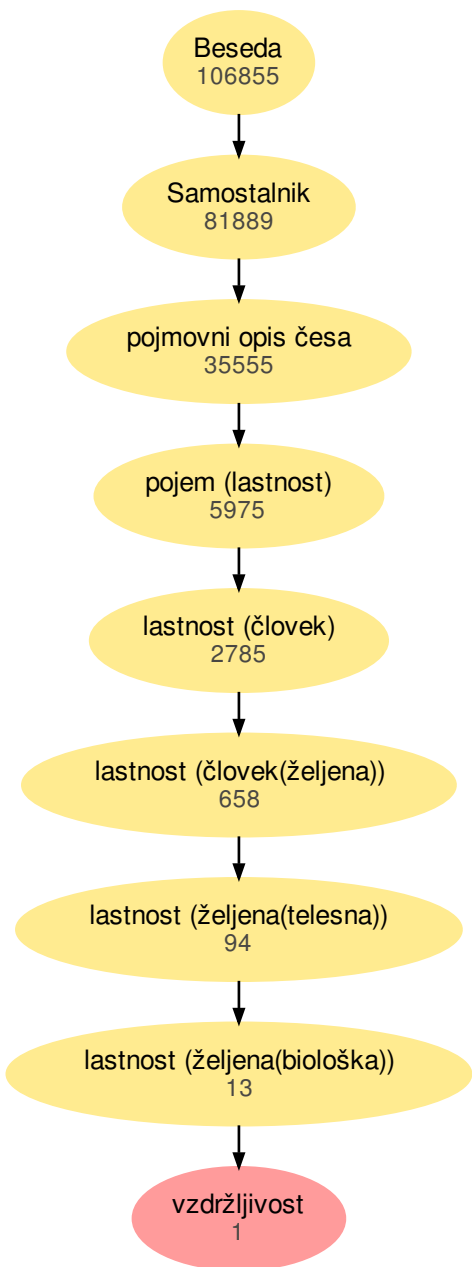 Beseda
106855
Samostalnik
81889
pojmovni opis česa
35555
pojem (lastnost)
5975
lastnost (človek)
2785
lastnost (človek(željena))
658
lastnost (željena(telesna))
94
lastnost (željena(biološka))
13
vzdržljivost
1